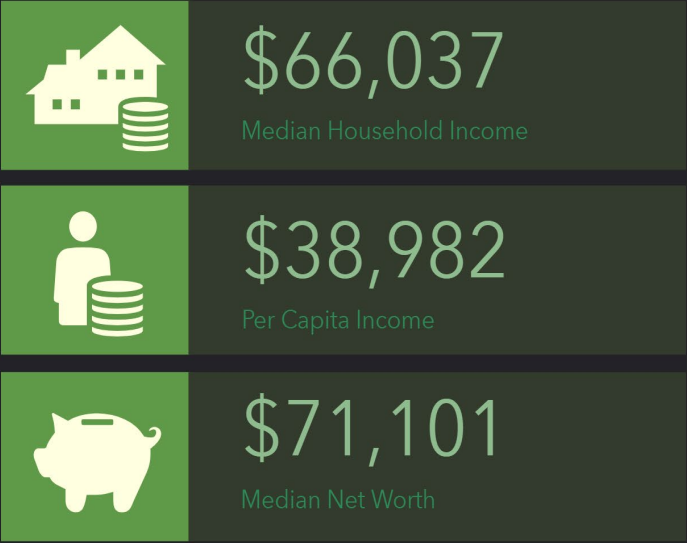 $66,037
Median Household Income
$38,982
Per Capita Income
$71,101
Median Net Worth